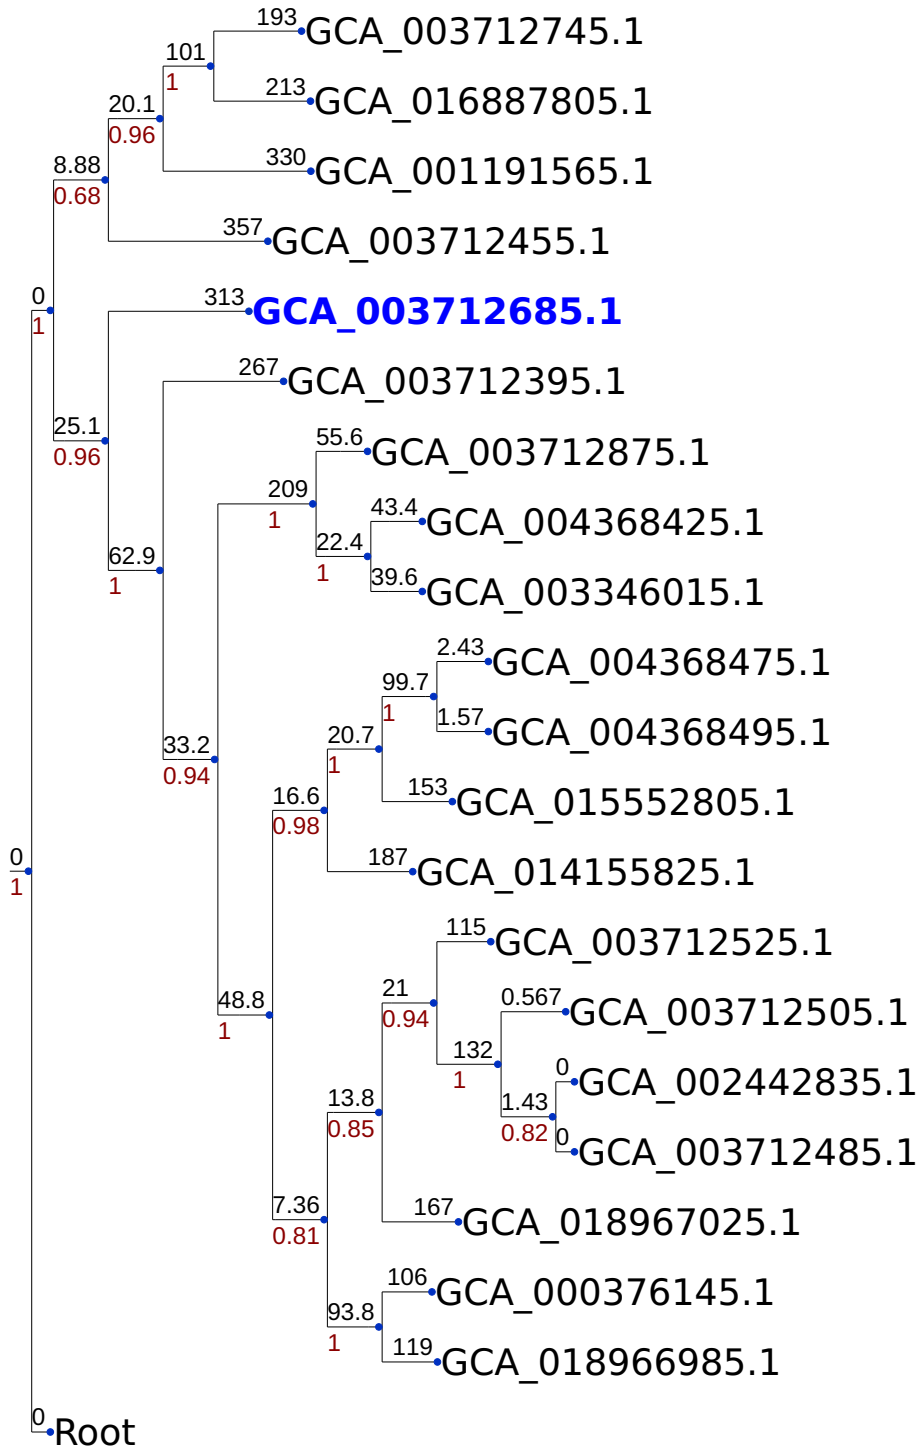 193
GCA_003712745.1
101
1
213
GCA_016887805.1
20.1
0.96
330
GCA_001191565.1
8.88
0.68
357
GCA_003712455.1
0
1
313
GCA_003712685.1
267
GCA_003712395.1
25.1
0.96
55.6
GCA_003712875.1
209
1
43.4
GCA_004368425.1
22.4
1
39.6
GCA_003346015.1
62.9
1
2.43
GCA_004368475.1
99.7
1
1.57
GCA_004368495.1
33.2
0.94
20.7
1
153
GCA_015552805.1
16.6
0.98
187
GCA_014155825.1
0
1
115
GCA_003712525.1
21
0.94
0.567
GCA_003712505.1
48.8
1
132
1
0
GCA_002442835.1
1.43
0.82
0
GCA_003712485.1
13.8
0.85
167
GCA_018967025.1
7.36
0.81
106
GCA_000376145.1
93.8
1
119
GCA_018966985.1
0
Root